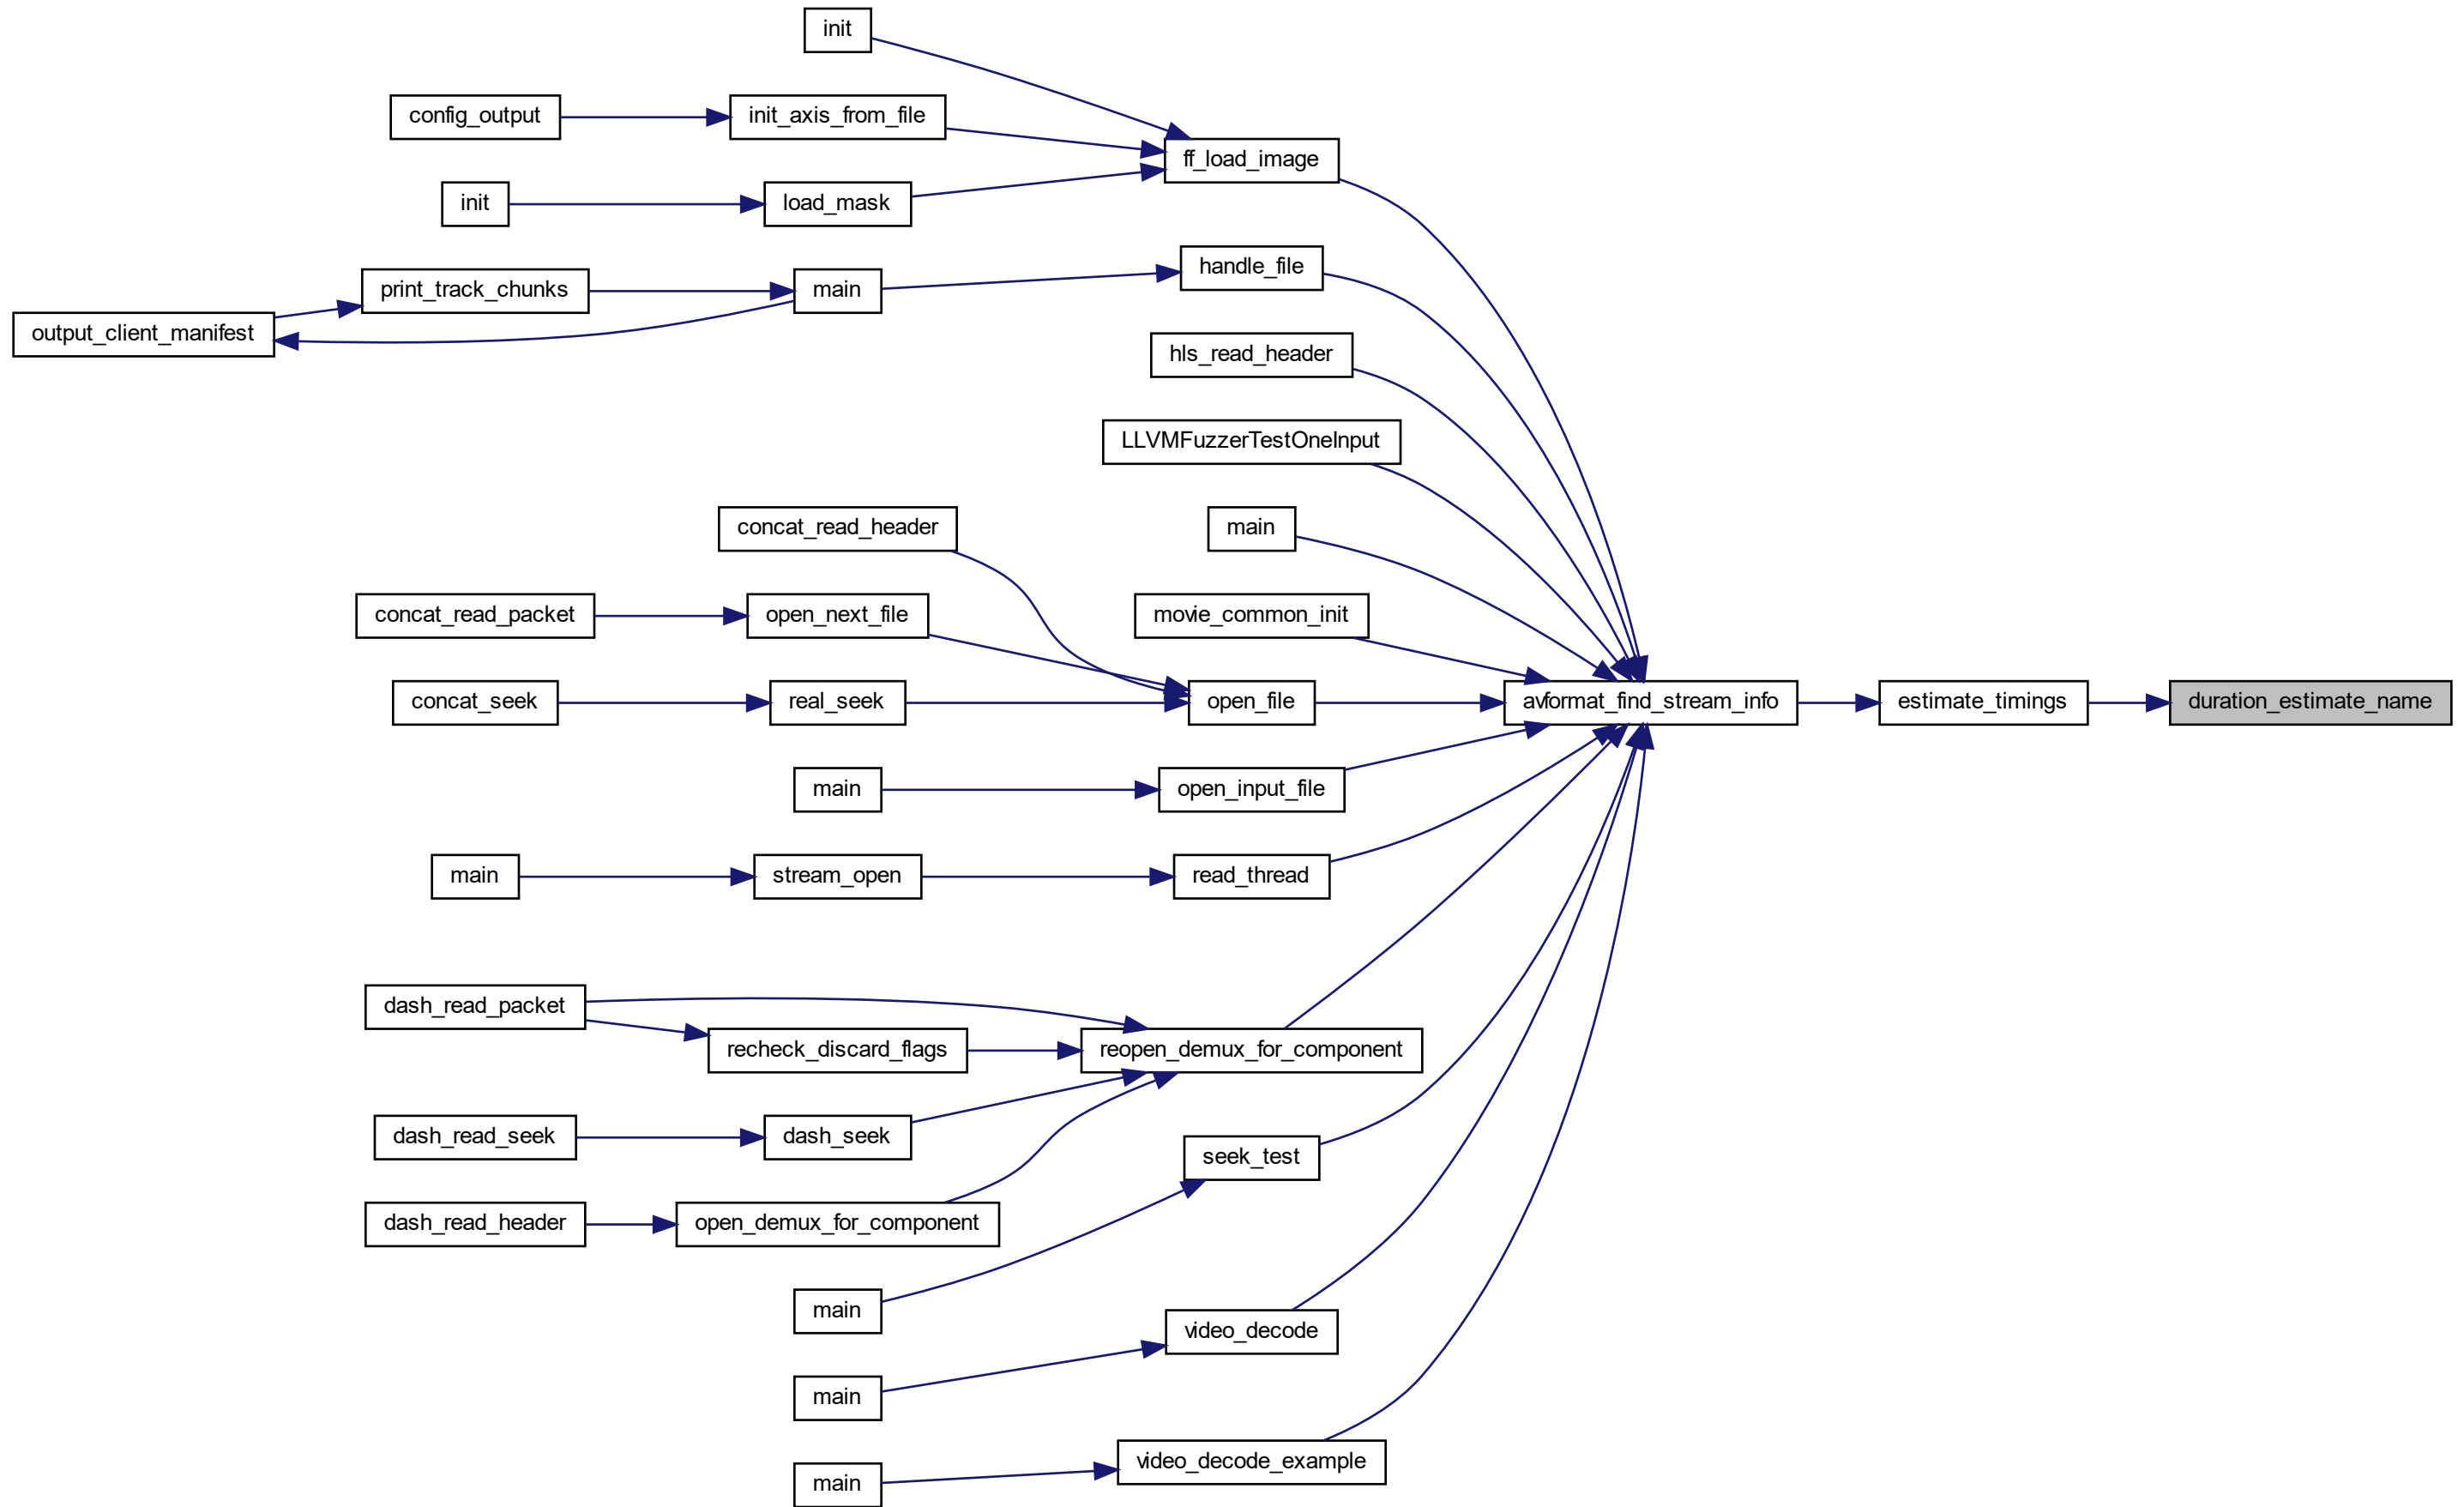 init
config_output
init_axis_from_file
ff_load_image
init
load_mask
handle_file
print_track_chunks
main
output_client_manifest
hls_read_header
LLVMFuzzerTestOneInput
concat_read_header
main
concat_read_packet
open_next_file
movie_common_init
concat_seek
real_seek
open_file
avformat_find_stream_info
estimate_timings
duration_estimate_name
main
open_input_file
main
stream_open
read_thread
dash_read_packet
recheck_discard_flags
reopen_demux_for_component
dash_read_seek
dash_seek
seek_test
dash_read_header
open_demux_for_component
main
video_decode
main
video_decode_example
main